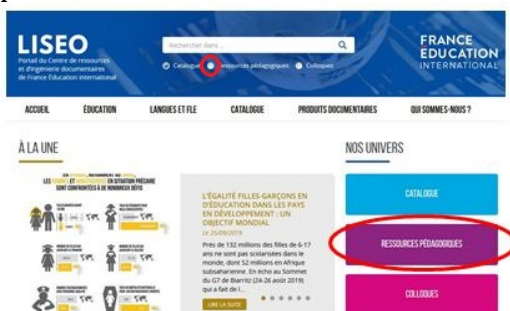 LISEO
Portail du Centre de ressources
et d'ingénierie documentaires
de France Éducation international
Rechercher dans ...
Catalogue Ressources pédagogiques Colloques
FRANCE
EDUCATION
INTERNATIONAL
ACCUEIL ÉDUCATION LANGUES ET FLE CATALOGUE PRODUITS DOCUMENTAIRES QUI SOMMES-NOUS ?
À LA UNE
SONT CONFRONTÉES À DE NOMBREUX DÉFIS
L'ÉGALITÉ FILLES-GARÇONS EN
D'ÉDUCATION DANS LES PAYS
EN DÉVELOPPEMENT : UN
OBJECTIF MONDIAL
Le 25/09/2019
Près de 132 millions des filles de 6-17
ans ne sont pas scolarisées dans le
monde, dont 52 millions en Afrique
subsaharienne. En écho au Sommet
du G7 de Biarritz (24-26 août 2019)
qui a fait de l...
LIRE LA SUITE
NOS UNIVERS
CATALOGUE
RESSOURCES PÉDAGOGIQUES
COLLOQUES